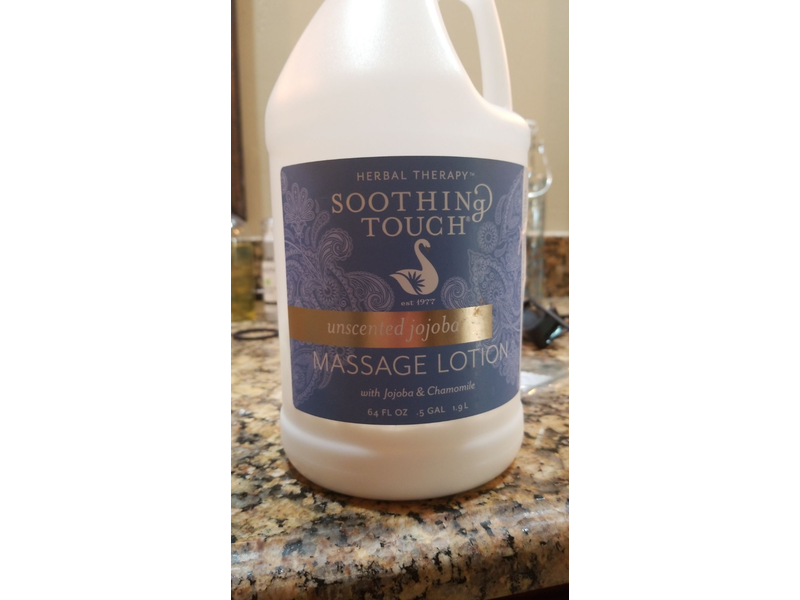 HERBAL THERAPY™
SOOTHING
TOUCH®
est 1977
unscented jojoba
MASSAGE LOTION
with Jojoba & Chamomile
64 FL OZ .5 GAL 1.9 L